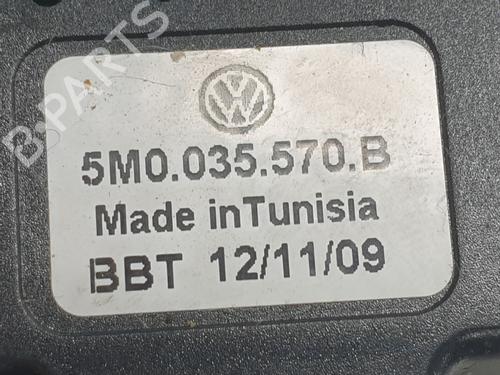 B-PARTS
5M0.035.570.B
Made inTunisia
BBT 12/11/09